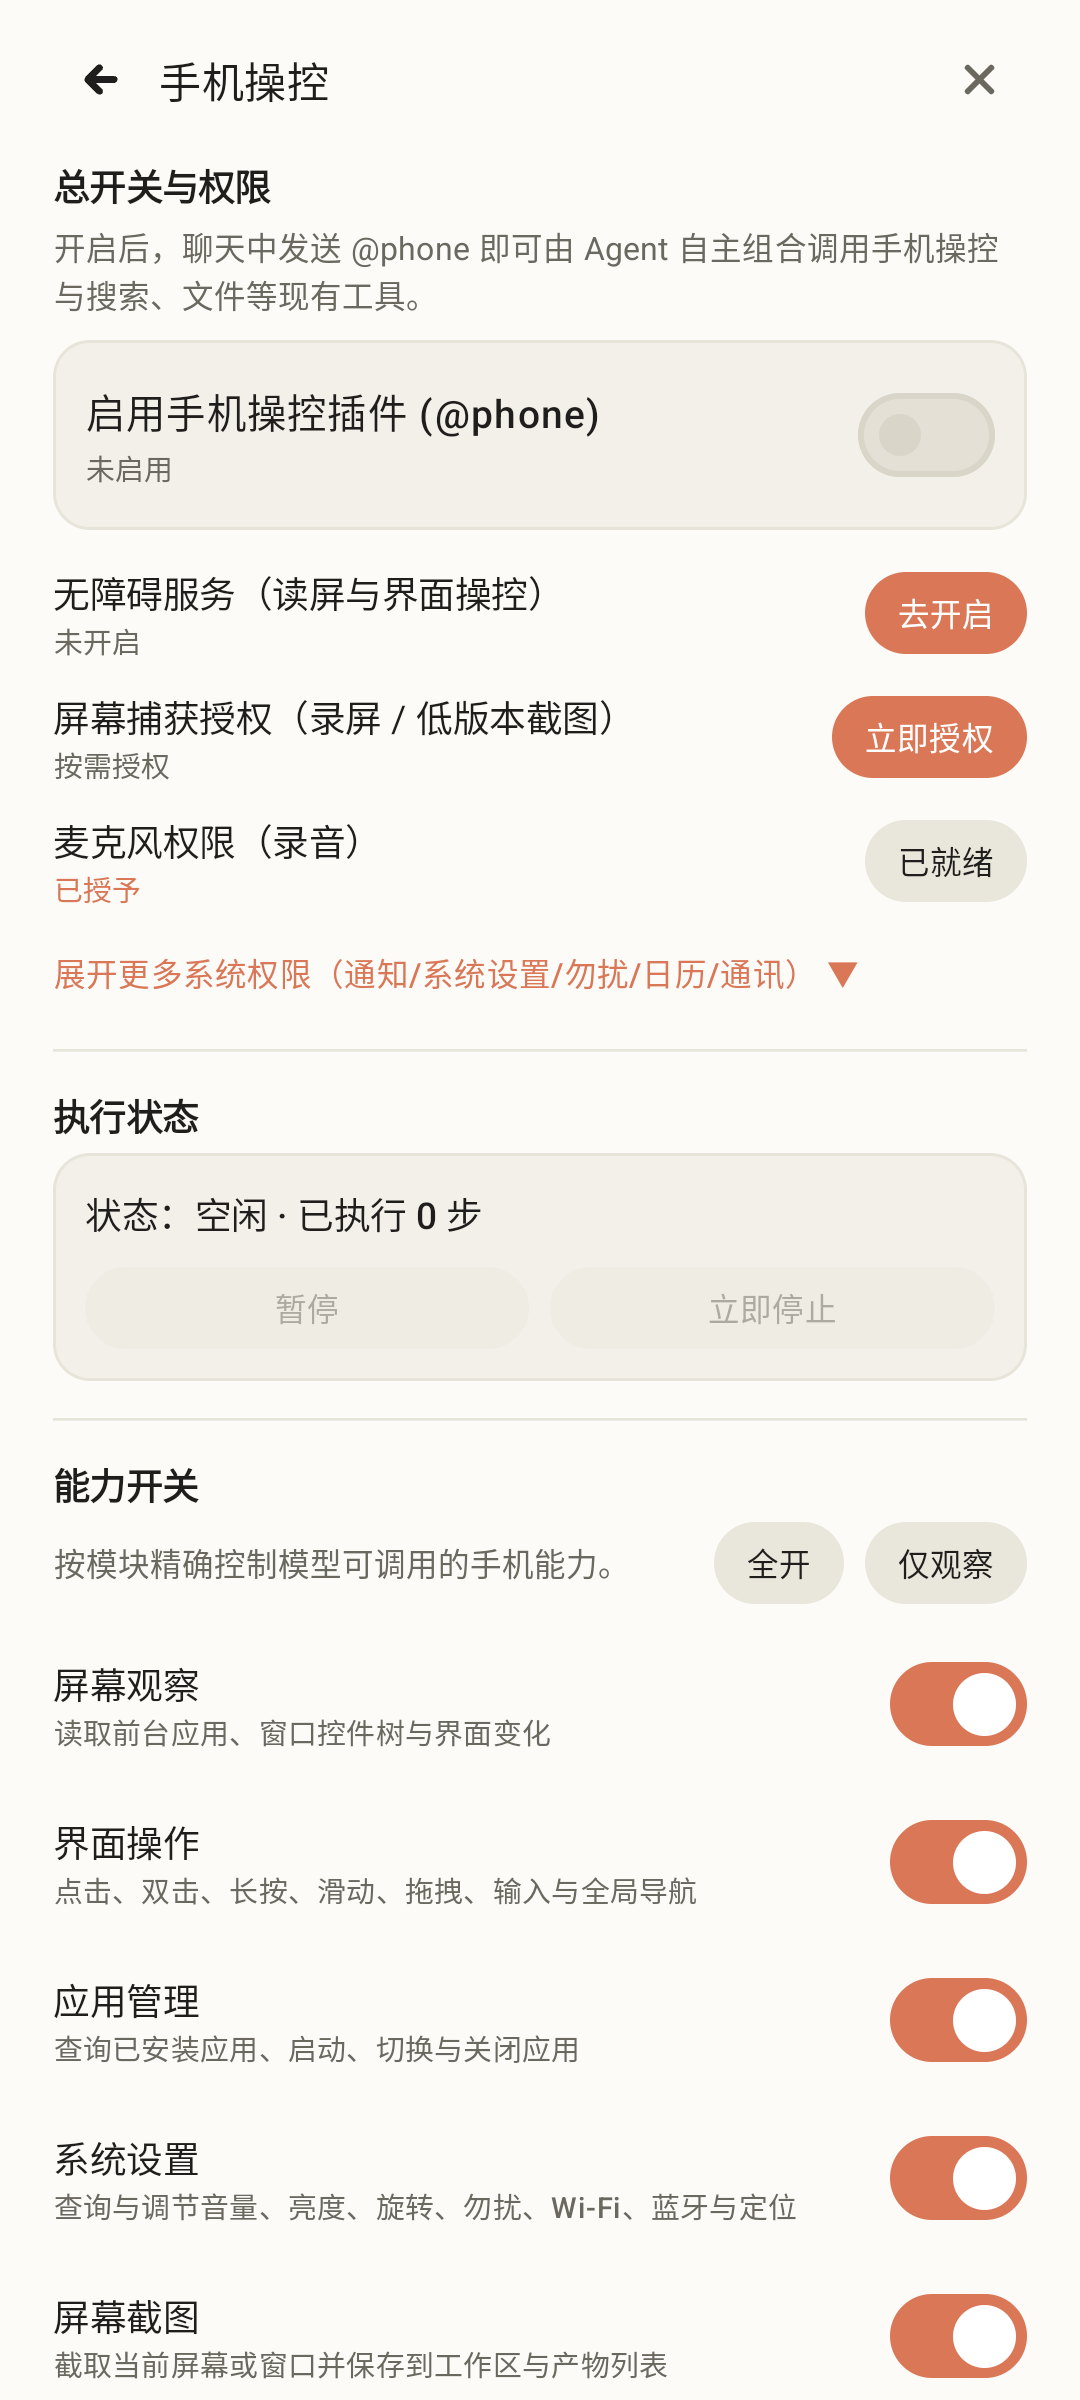 手机操控
总开关与权限
开启后，聊天中发送 @phone 即可由 Agent 自主组合调用手机操控
与搜索、文件等现有工具。
启用手机操控插件 (@phone)
未启用
无障碍服务（读屏与界面操控）
未开启
去开启
屏幕捕获授权（录屏 / 低版本截图）
按需授权
立即授权
麦克风权限（录音）
已授予
已就绪
展开更多系统权限（通知/系统设置/勿扰/日历/通讯） ▼
执行状态
状态：空闲 · 已执行 0 步
暂停
立即停止
能力开关
按模块精确控制模型可调用的手机能力。
全开
仅观察
屏幕观察
读取前台应用、窗口控件树与界面变化
界面操作
点击、双击、长按、滑动、拖拽、输入与全局导航
应用管理
查询已安装应用、启动、切换与关闭应用
系统设置
查询与调节音量、亮度、旋转、勿扰、Wi-Fi、蓝牙与定位
屏幕截图
截取当前屏幕或窗口并保存到工作区与产物列表